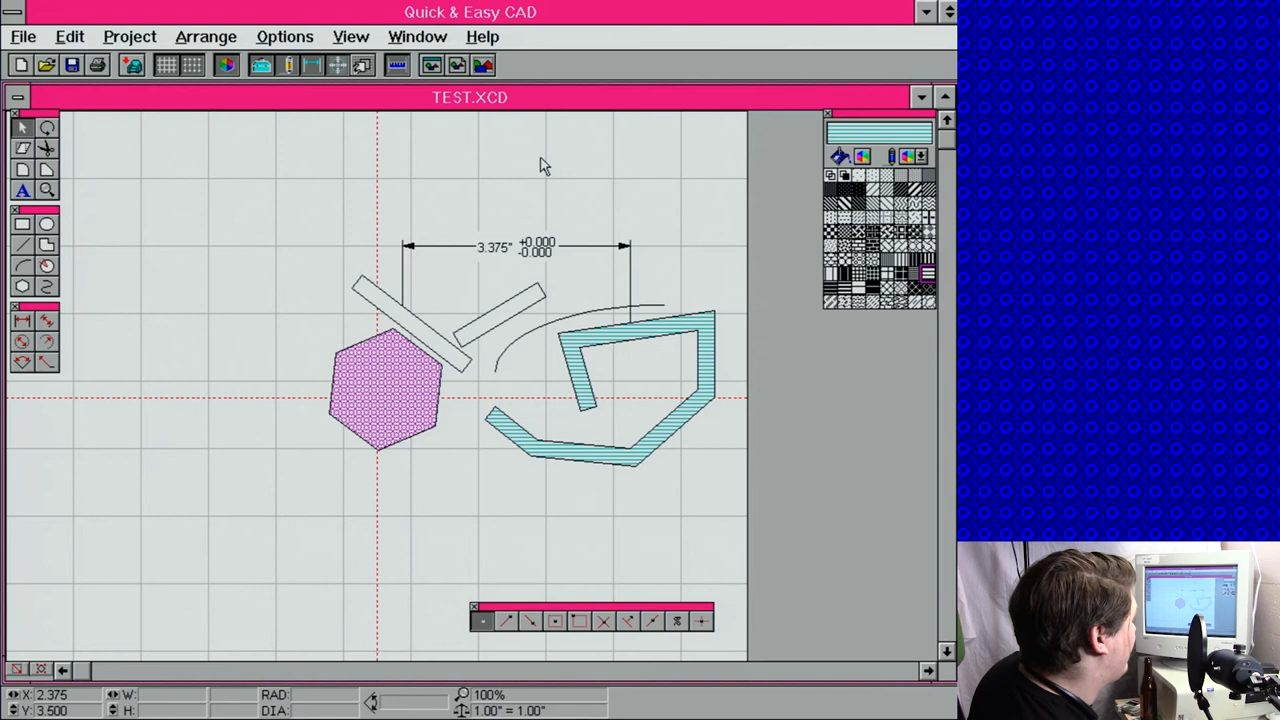 Quick & Easy CAD
File Edit Project Arrange Options View Window Help
TEST.XCD
A
3.375" +0.000
-0.000
X: 2.375 W: RAD: 100%
Y: 3.500 H: DIA: 1.00" = 1.00"